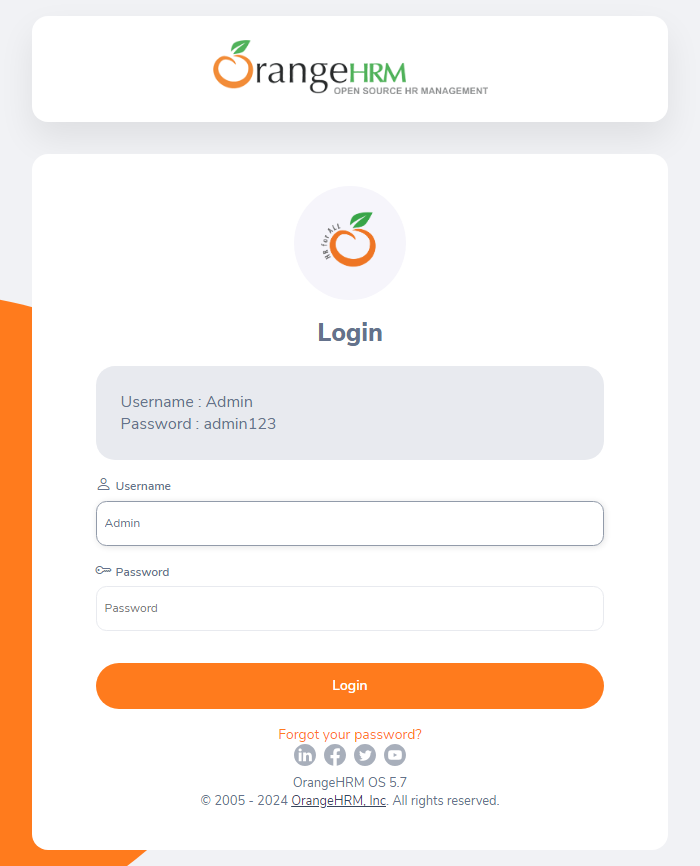 OrangeHRM
OPEN SOURCE HR MANAGEMENT
HR for All
Login
Username : Admin
Password : admin123
Username
Admin
Password
Password
Login
Forgot your password?
OrangeHRM OS 5.7
© 2005 - 2024 OrangeHRM, Inc. All rights reserved.